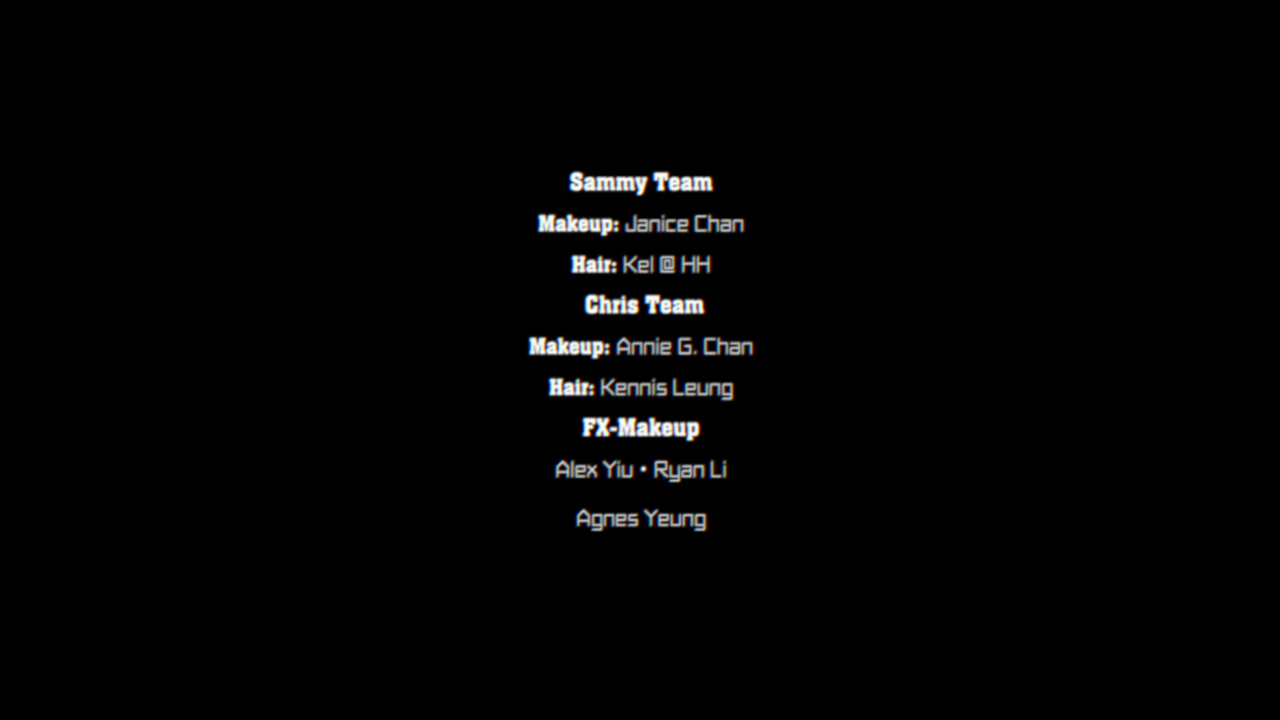 Sammy Team
Makeup: Janice Chan
Hair: Kel @ HH
Chris Team
Makeup: Annie G. Chan
Hair: Kennis Leung
FX-Makeup
Alex Yiu • Ryan Li
Agnes Yeung